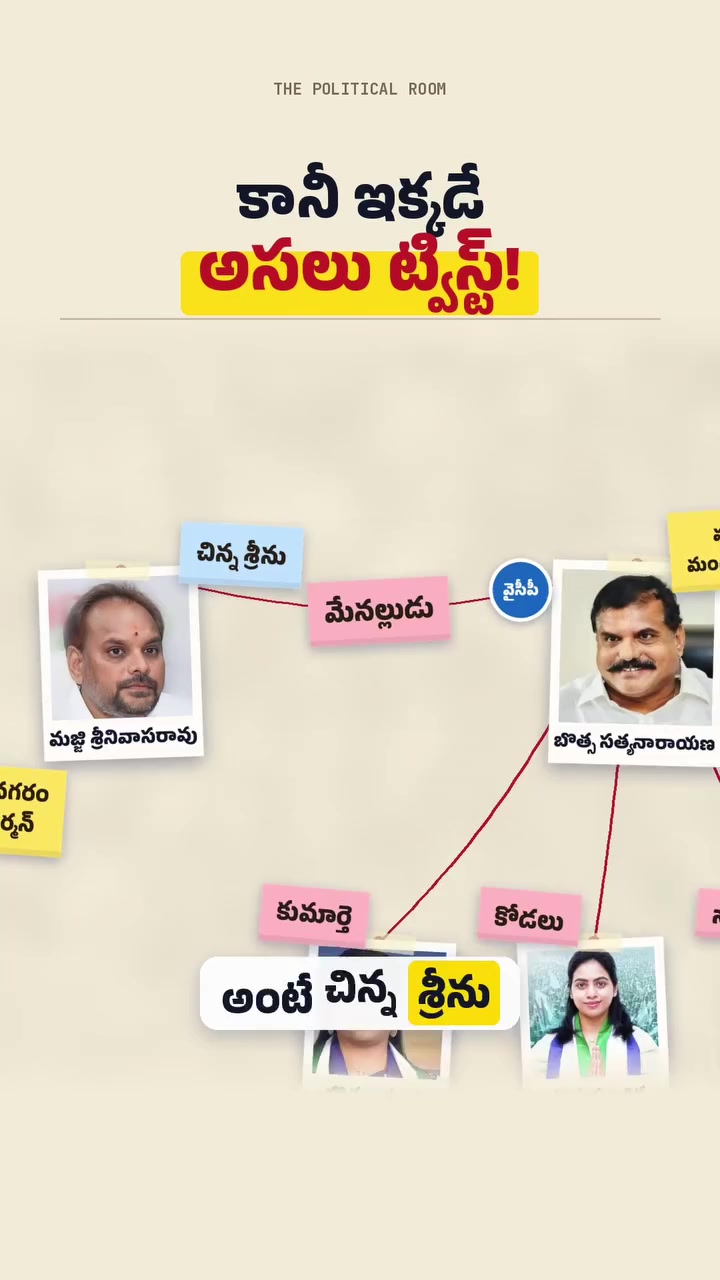 THE POLITICAL ROOM
కానీ ఇక్కడే
అసలు ట్విస్ట్!
చిన్న శ్రీను
మేనల్లుడు
వైసీపీ
మజ్జి శ్రీనివాసరావు
బొత్స సత్యనారాయణ
కుమార్తె
కోడలు
అంటే చిన్న శ్రీను